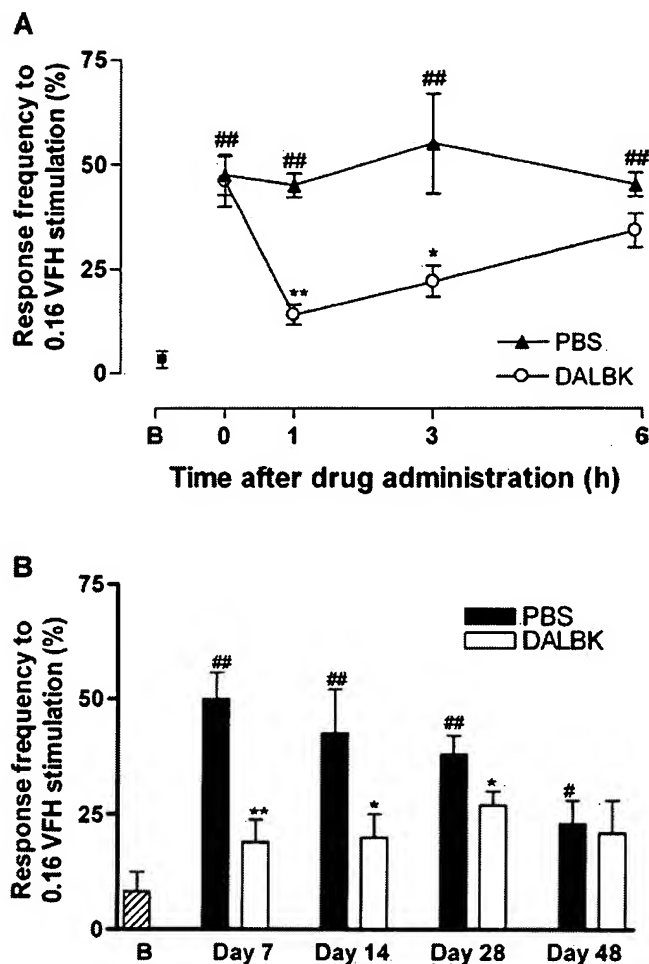 A
Response frequency to
0.16 VFH stimulation (%)
75
50
25
0
##
##
##
##
**
*
PBS
DALBK
B
0
1
3
6
Time after drug administration (h)
B
Response frequency to
0.16 VFH stimulation (%)
75
50
25
0
PBS
DALBK
##
**
##
*
##
*
#
B
Day 7
Day 14
Day 28
Day 48